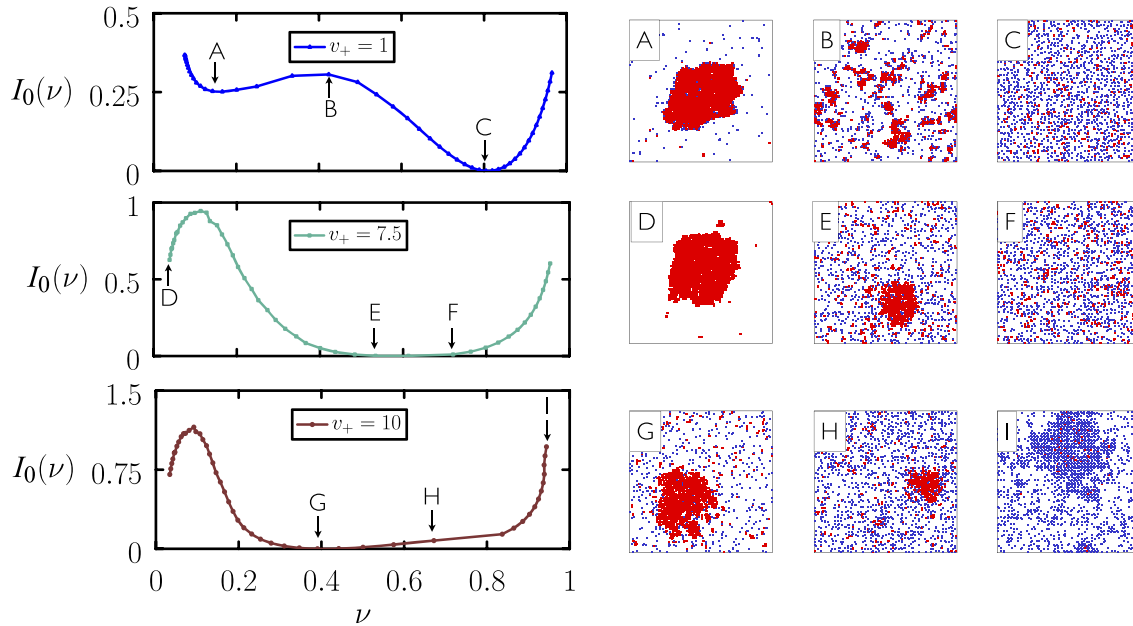 0.5
I₀(ν) 0.25
0
v₊ = 1
A
B
C
1
I₀(ν) 0.5
0
v₊ = 7.5
D
E
F
1.5
I₀(ν) 0.75
0
v₊ = 10
G
H
I
0 0.2 0.4 0.6 0.8 1
ν
A B C
D E F
G H I